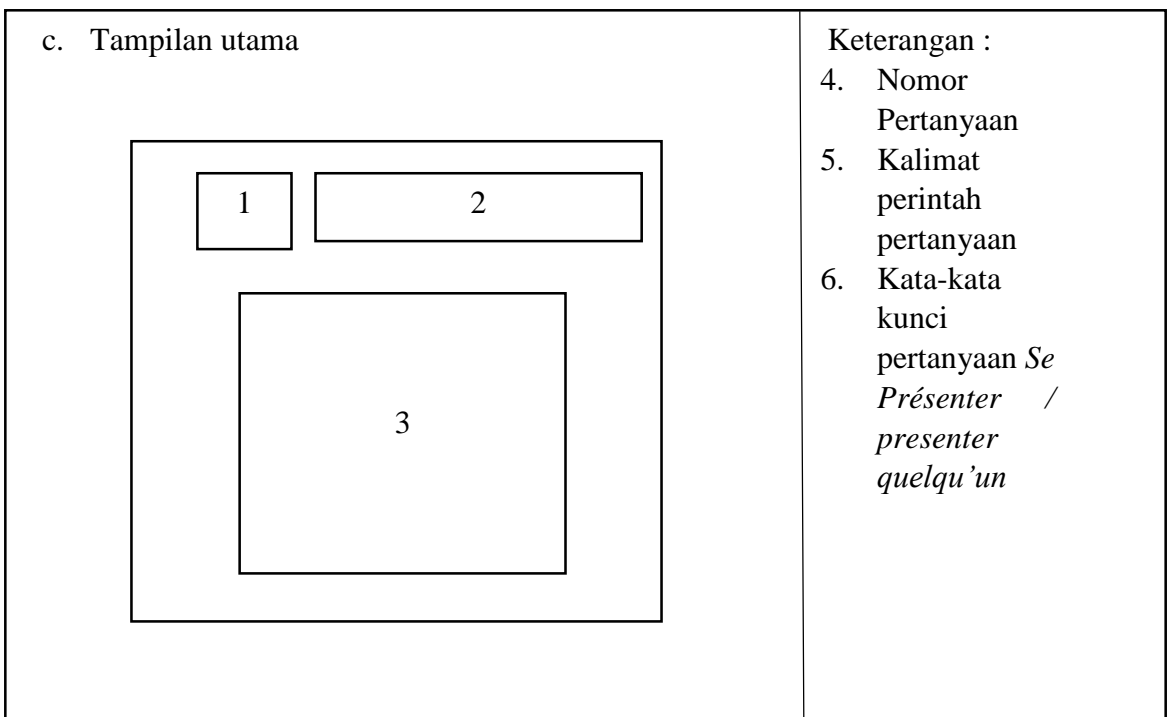 c. Tampilan utama
1
2
3
Keterangan :
4. Nomor
Pertanyaan
5. Kalimat
perintah
pertanyaan
6. Kata-kata
kunci
pertanyaan Se
Présenter /
presenter
quelqu’un